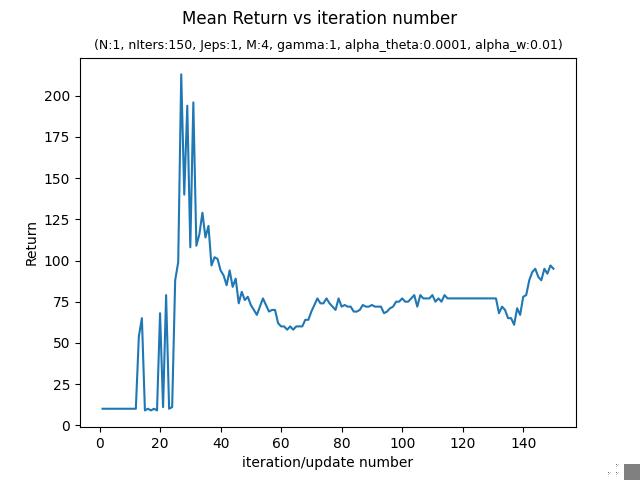 Mean Return vs iteration number
(N:1, nIters:150, Jeps:1, M:4, gamma:1, alpha_theta:0.0001, alpha_w:0.01)
200
175
150
125
100
75
50
25
0
Return
0 20 40 60 80 100 120 140
iteration/update number